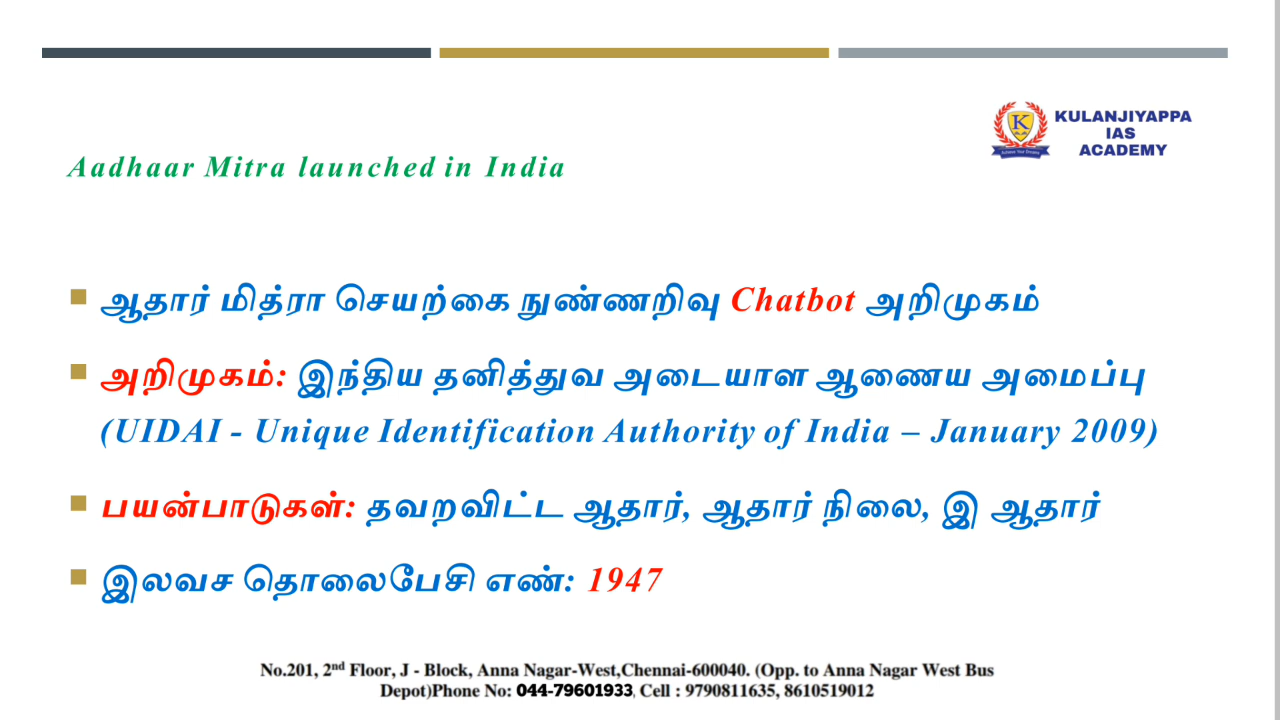 KULANJIYAPPA
IAS
ACADEMY
Aadhaar Mitra launched in India
ஆதார் மித்ரா செயற்கை நுண்ணறிவு Chatbot அறிமுகம்
அறிமுகம்: இந்திய தனித்துவ அடையாள ஆணைய அமைப்பு
(UIDAI - Unique Identification Authority of India – January 2009)
பயன்பாடுகள்: தவறவிட்ட ஆதார், ஆதார் நிலை, இ ஆதார்
இலவச தொலைபேசி எண்: 1947
No.201, 2nd Floor, J - Block, Anna Nagar-West,Chennai-600040. (Opp. to Anna Nagar West Bus
Depot)Phone No: 044-79601933, Cell : 9790811635, 8610519012